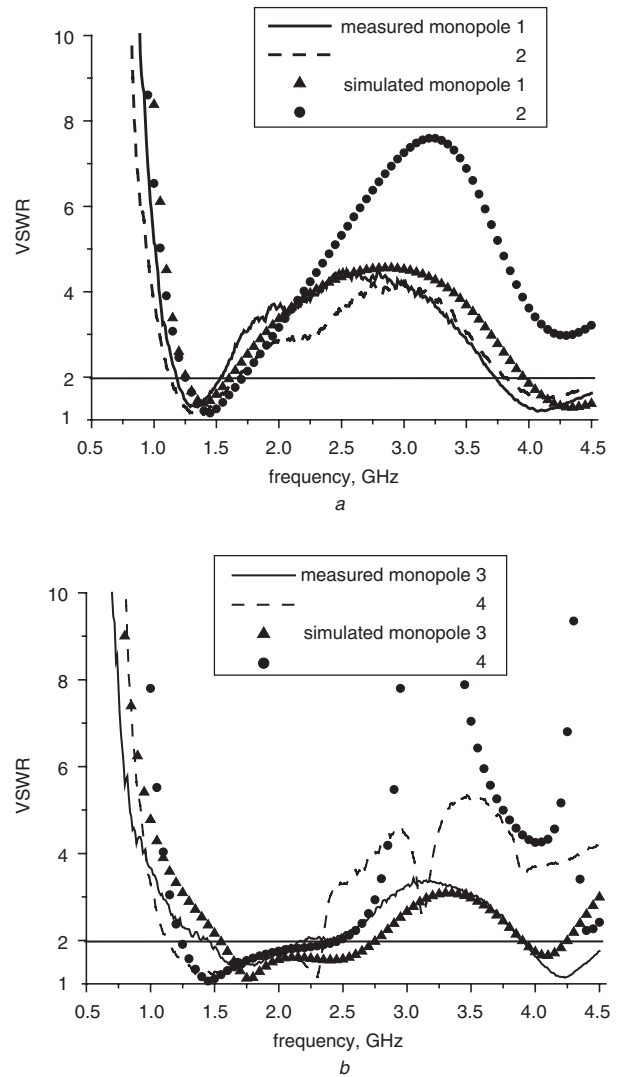 measured monopole 1
2
simulated monopole 1
2
10
8
6
4
2
1
VSWR
0.5 1.0 1.5 2.0 2.5 3.0 3.5 4.0 4.5
frequency, GHz
a
measured monopole 3
4
simulated monopole 3
4
10
8
6
4
2
1
VSWR
0.5 1.0 1.5 2.0 2.5 3.0 3.5 4.0 4.5
frequency, GHz
b